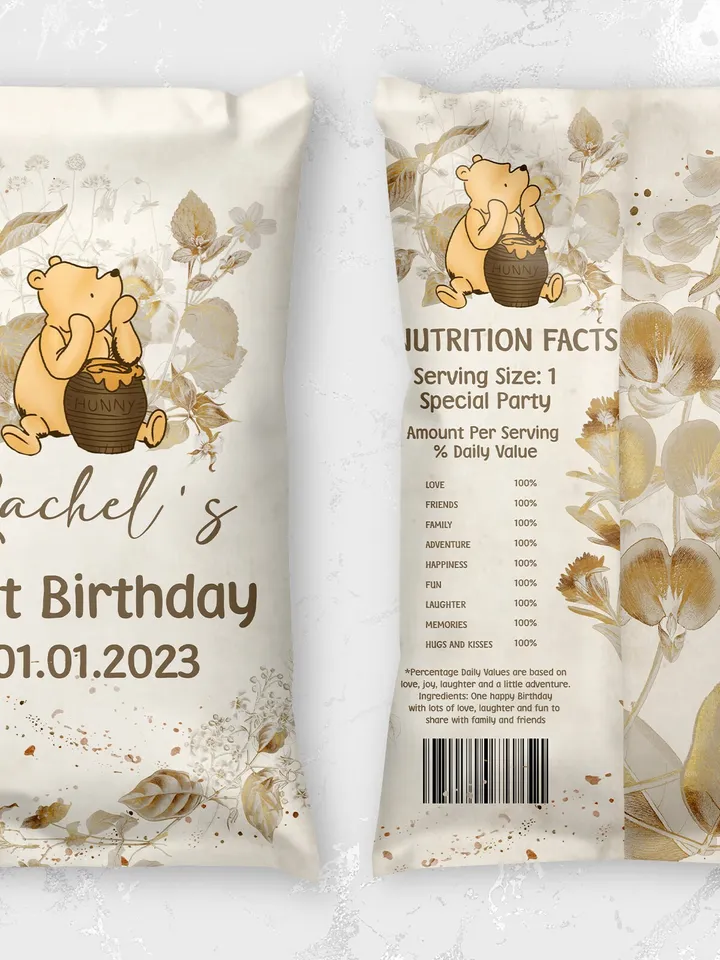 HUNNY
Rachel's
t Birthday
01.01.2023
HUNNY
NUTRITION FACTS
Serving Size: 1
Special Party
Amount Per Serving
% Daily Value
LOVE 100%
FRIENDS 100%
FAMILY 100%
ADVENTURE 100%
HAPPINESS 100%
FUN 100%
LAUGHTER 100%
MEMORIES 100%
HUGS AND KISSES 100%
*Percentage Daily Values are based on
love, joy, laughter and a little adventure.
Ingredients: One happy Birthday
with lots of love, laughter and fun to
share with family and friends